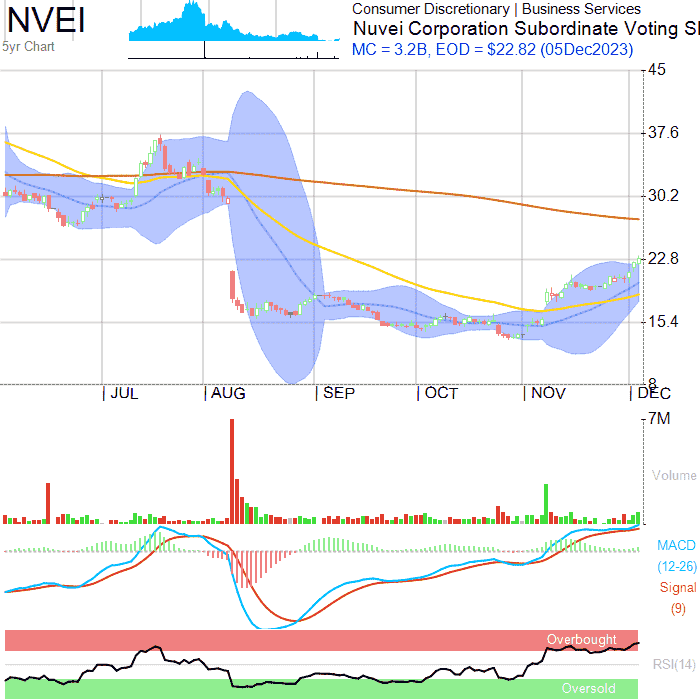 NVEI
5yr Chart
Consumer Discretionary | Business Services
Nuvei Corporation Subordinate Voting Sh
MC = 3.2B, EOD = $22.82 (05Dec2023)
45
37.6
30.2
22.8
15.4
8
JUL AUG SEP OCT NOV DEC
7M
Volume
MACD
(12-26)
Signal
(9)
Overbought
RSI(14)
Oversold